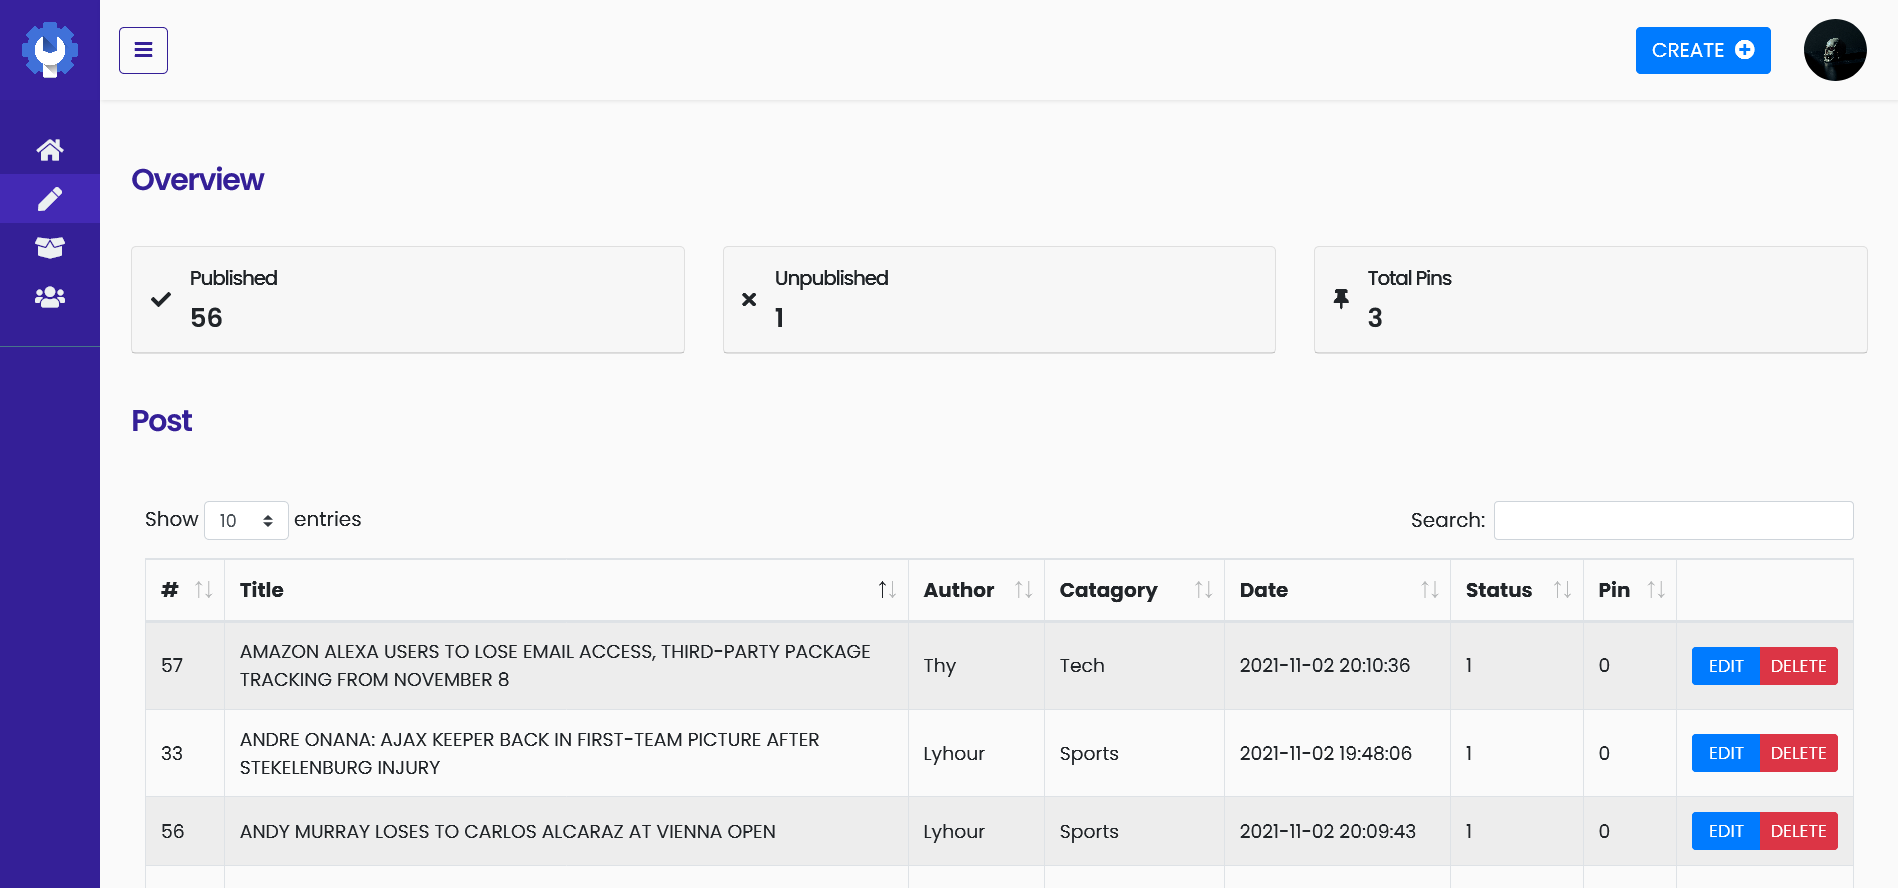 CREATE
Overview
Published
56
Unpublished
1
Total Pins
3
Post
Show 10 entries
Search:
# Title Author Catagory Date Status Pin
57 AMAZON ALEXA USERS TO LOSE EMAIL ACCESS, THIRD-PARTY PACKAGE
TRACKING FROM NOVEMBER 8 Thy Tech 2021-11-02 20:10:36 1 0 EDIT DELETE
33 ANDRE ONANA: AJAX KEEPER BACK IN FIRST-TEAM PICTURE AFTER
STEKELENBURG INJURY Lyhour Sports 2021-11-02 19:48:06 1 0 EDIT DELETE
56 ANDY MURRAY LOSES TO CARLOS ALCARAZ AT VIENNA OPEN Lyhour Sports 2021-11-02 20:09:43 1 0 EDIT DELETE